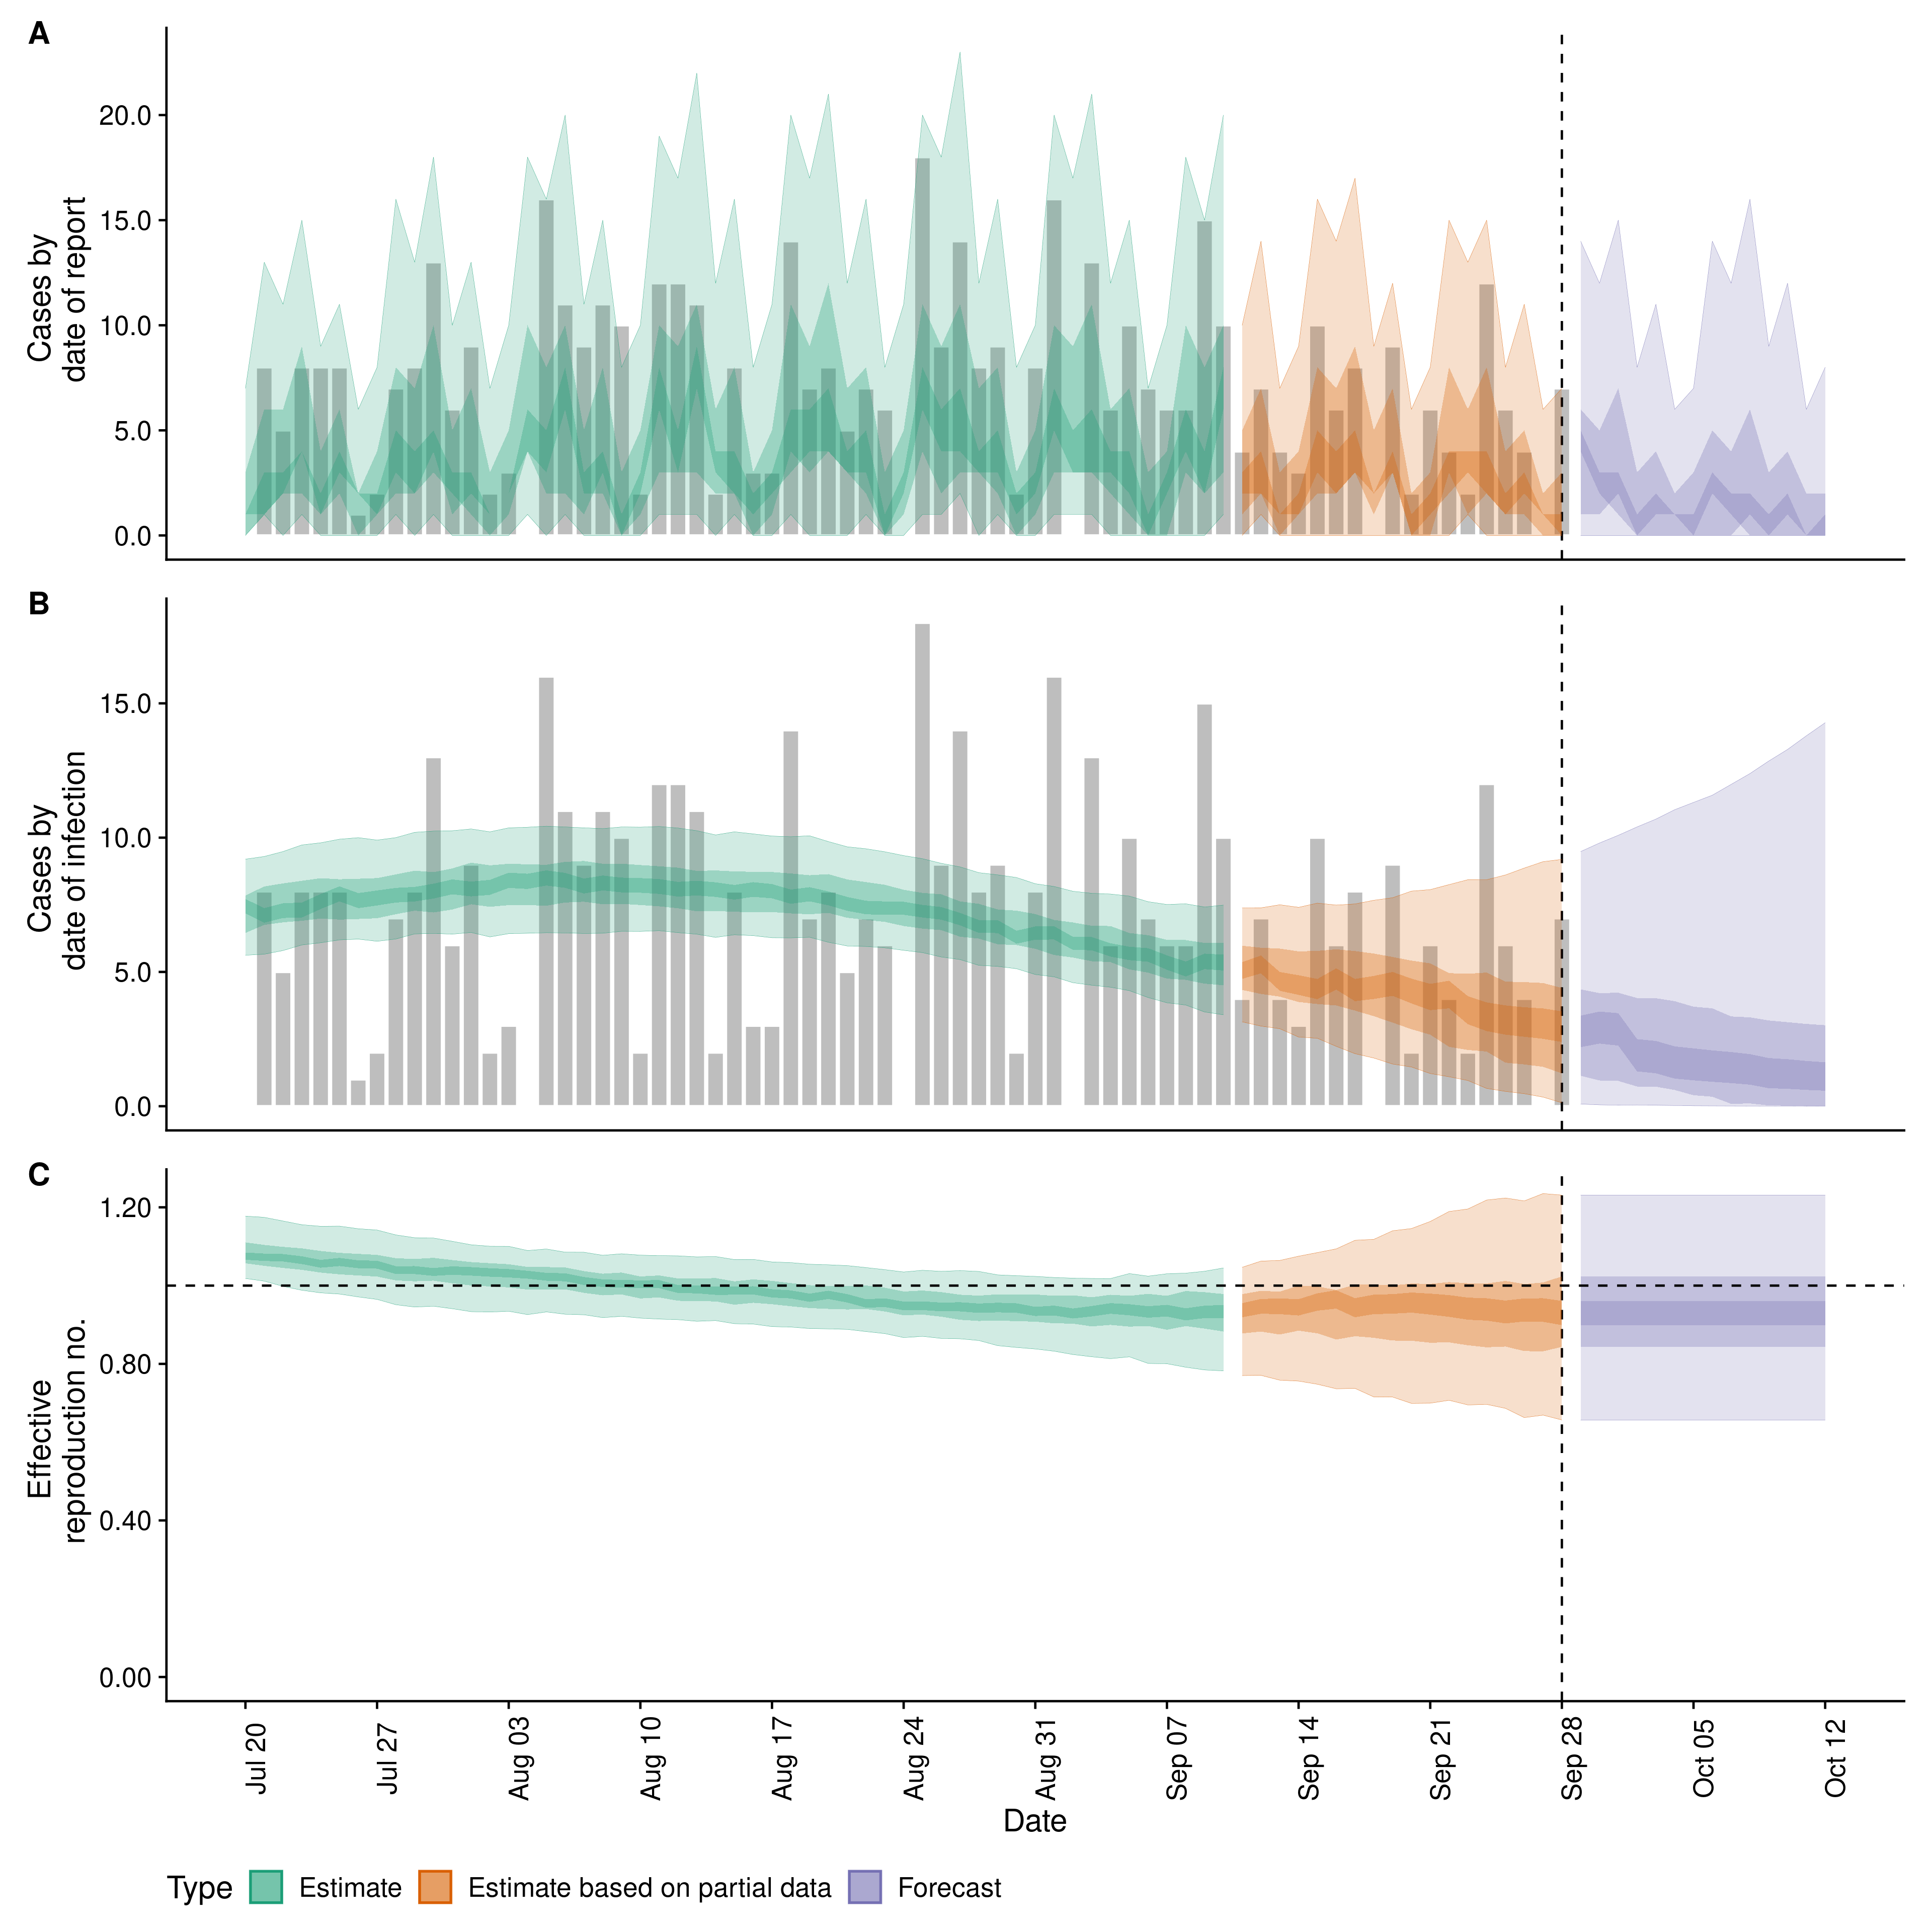 A
20.0
15.0
10.0
5.0
0.0
Cases by
date of report
B
15.0
10.0
5.0
0.0
Cases by
date of infection
C
1.20
0.80
0.40
0.00
Effective
reproduction no.
Jul 20
Jul 27
Aug 03
Aug 10
Aug 17
Aug 24
Aug 31
Sep 07
Sep 14
Sep 21
Sep 28
Oct 05
Oct 12
Date
Type Estimate Estimate based on partial data Forecast